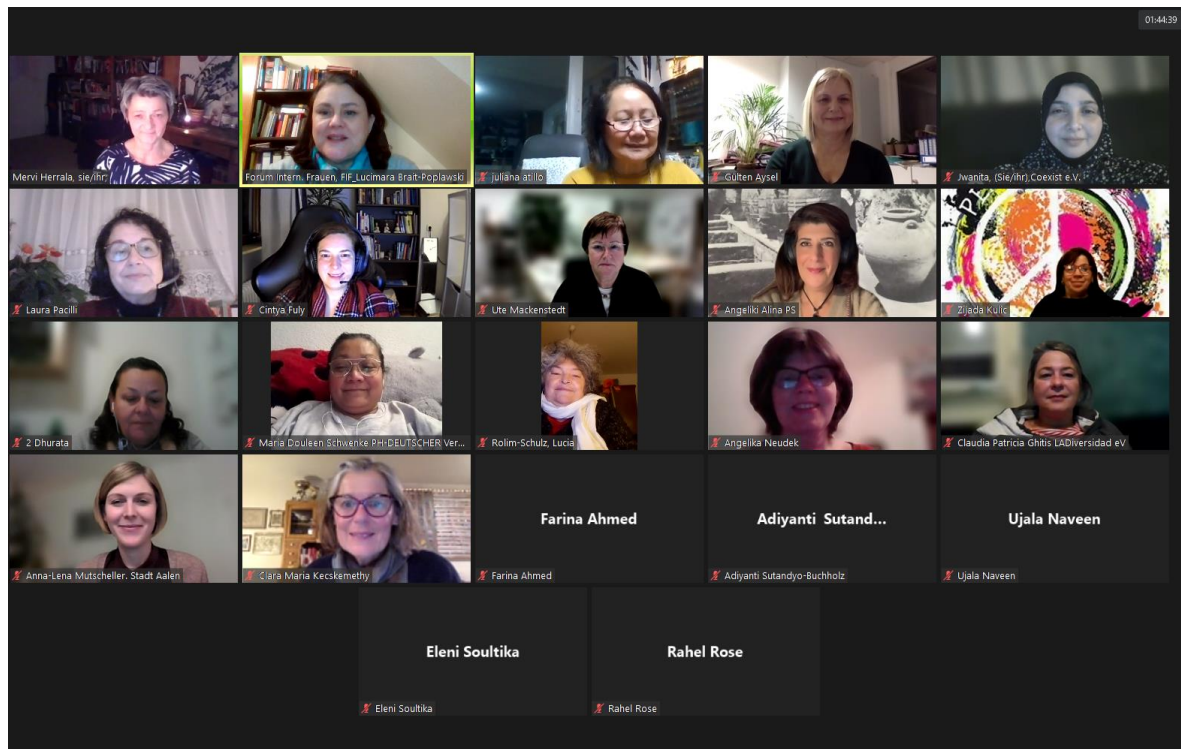 01:44:39
Mervi Herrala, sie/ihr,
Forum Intern. Frauen, FIF_Lucimara Brait-Poplawski
juliana atillo
Gülten Aysel
Jwanita, (Sie/ihr),Coexist e.V.
Laura Pacilli
Cintya Fuly
Ute Mackenstedt
Angeliki Alina PS
Zijada Kulic
2 Dhurata
Maria Douleen Schwenke PH-DEUTSCHER Ver...
Rolim-Schulz, Lucia
Angelika Neudek
Claudia Patricia Ghitis LADiversidad eV
Anna-Lena Mutscheller. Stadt Aalen
Clara Maria Kecskemethy
Farina Ahmed
Farina Ahmed
Adiyanti Sutand...
Adiyanti Sutandyo-Buchholz
Ujala Naveen
Ujala Naveen
Eleni Soultika
Eleni Soultika
Rahel Rose
Rahel Rose